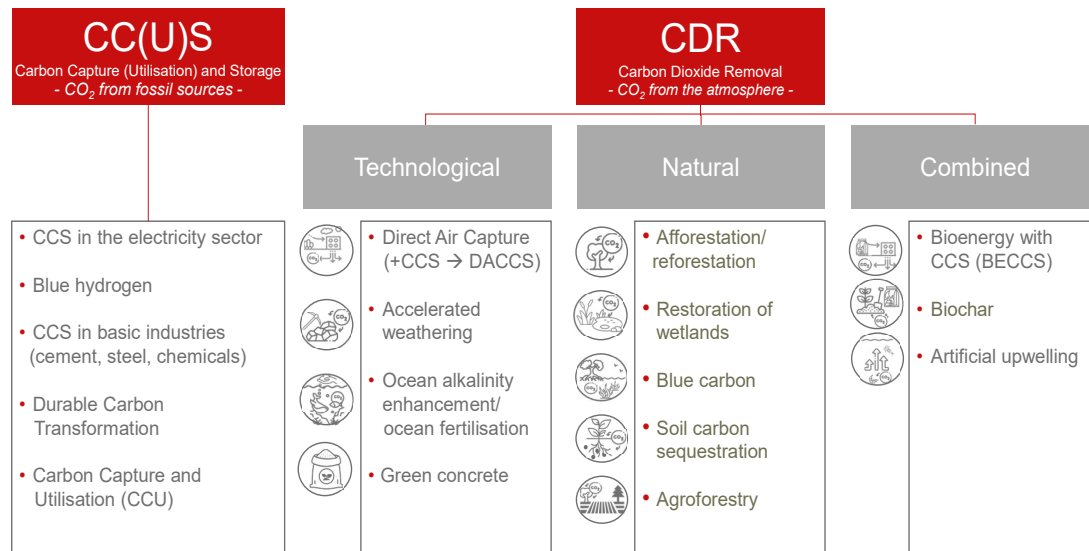 CC(U)S
Carbon Capture (Utilisation) and Storage
- CO₂ from fossil sources -
CDR
Carbon Dioxide Removal
- CO₂ from the atmosphere -
Technological
Natural
Combined
• CCS in the electricity sector
• Blue hydrogen
• CCS in basic industries
(cement, steel, chemicals)
• Durable Carbon
Transformation
• Carbon Capture and
Utilisation (CCU)
• Direct Air Capture
(+CCS → DACCS)
• Accelerated
weathering
• Ocean alkalinity
enhancement/
ocean fertilisation
• Green concrete
• Afforestation/
reforestation
• Restoration of
wetlands
• Blue carbon
• Soil carbon
sequestration
• Agroforestry
• Bioenergy with
CCS (BECCS)
• Biochar
• Artificial upwelling